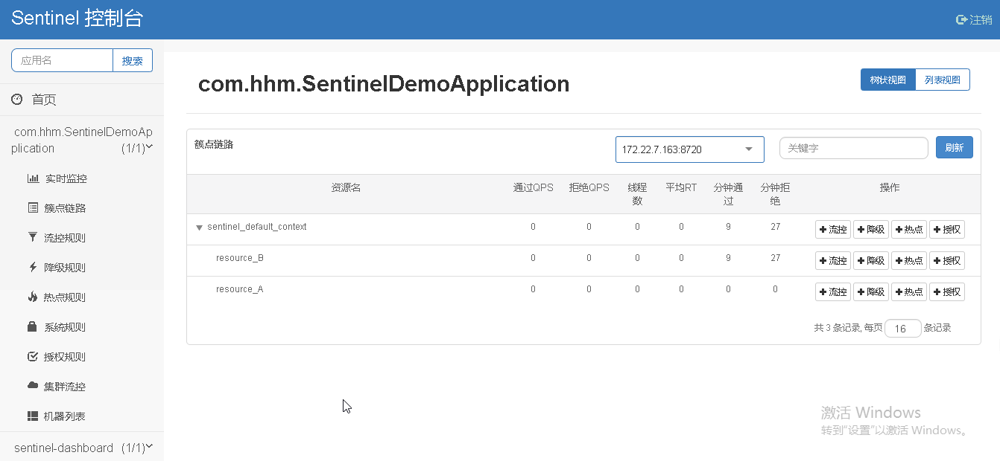 Sentinel 控制台
注销
应用名
搜索
首页
com.hhm.SentinelDemoAp
plication
(1/1)
实时监控
簇点链路
流控规则
降级规则
热点规则
系统规则
授权规则
集群流控
机器列表
sentinel-dashboard (1/1)
com.hhm.SentinelDemoApplication
树状视图 列表视图
簇点链路
172.22.7.163:8720
关键字
刷新
资源名 通过QPS 拒绝QPS 线程数 平均RT 分钟通过 分钟拒绝 操作
sentinel_default_context 0 0 0 0 9 27 流控 降级 热点 授权
resource_B 0 0 0 0 9 27 流控 降级 热点 授权
resource_A 0 0 0 0 0 0 流控 降级 热点 授权
共 3 条记录, 每页 16 条记录
激活 Windows
转到“设置”以激活 Windows。